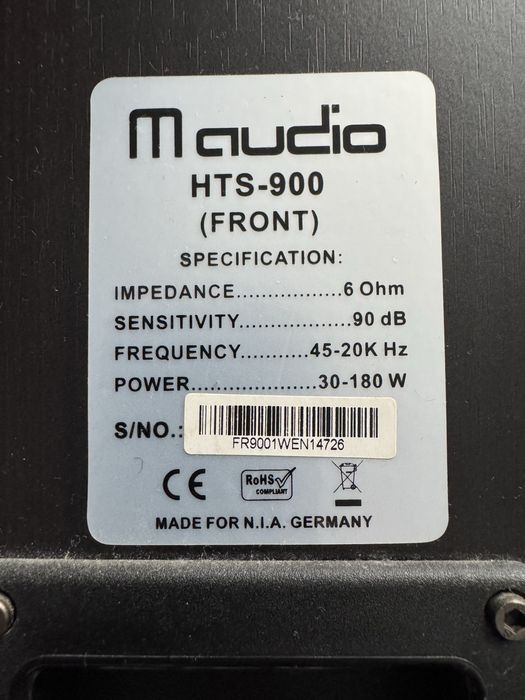 m audio
HTS-900
(FRONT)
SPECIFICATION:
IMPEDANCE.................6 Ohm
SENSITIVITY..................90 dB
FREQUENCY...........45-20K Hz
POWER....................30-180 W
S/NO.:
FR9001WEN14726
CE RoHS✓
COMPLIANT
MADE FOR N.I.A. GERMANY